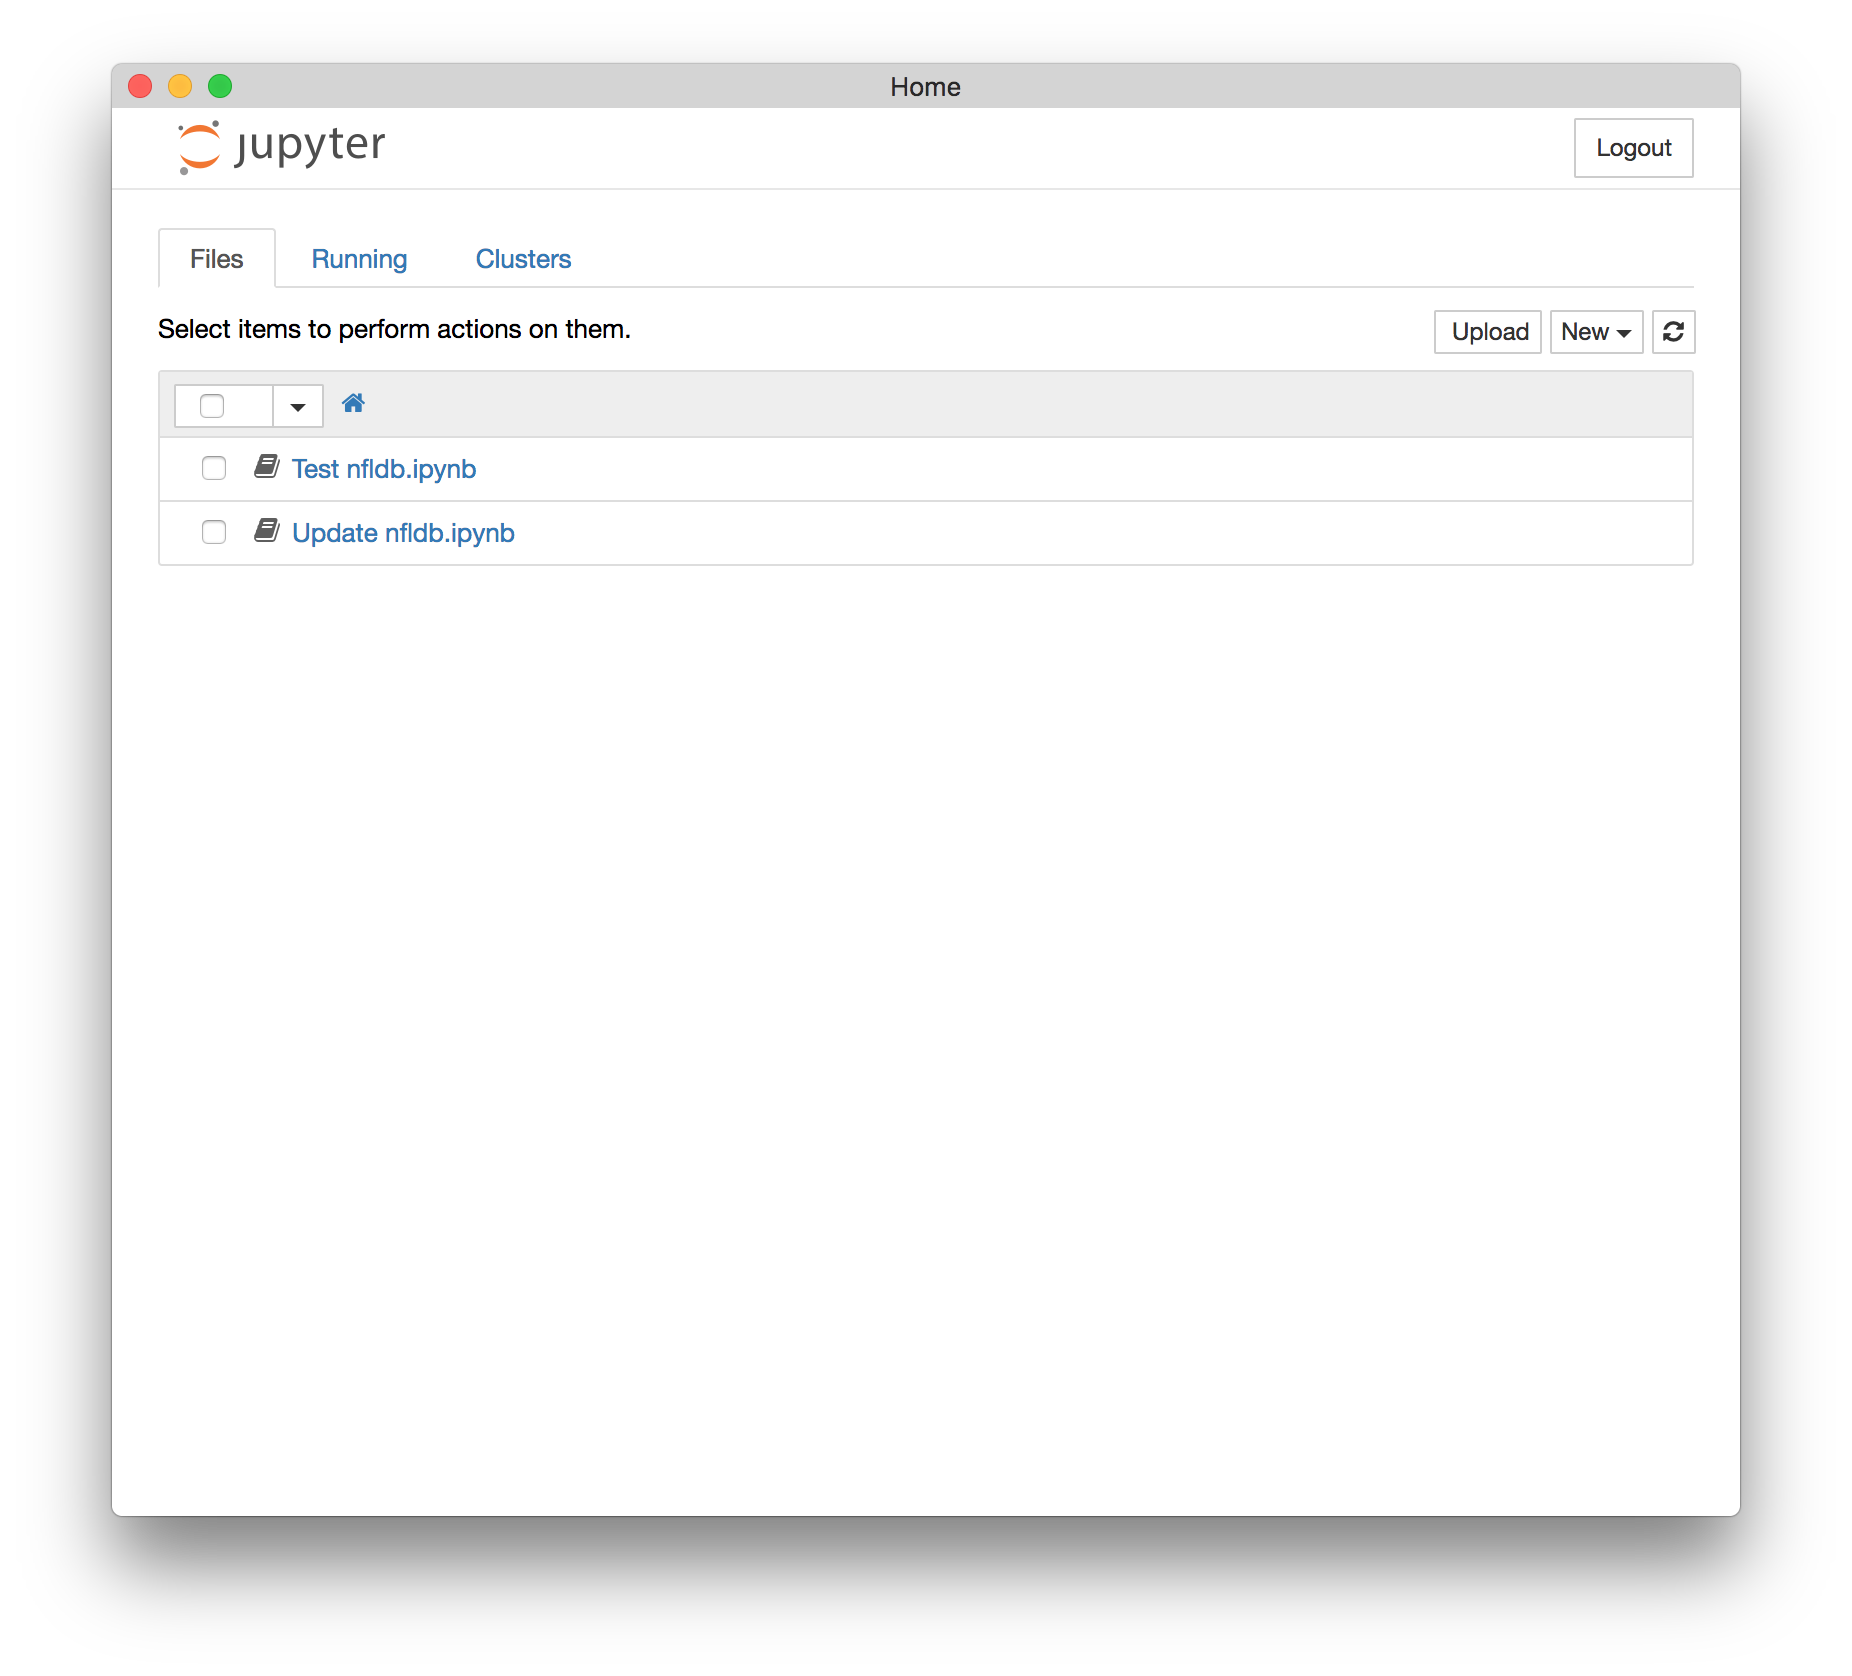 Home
jupyter
Logout
Files Running Clusters
Select items to perform actions on them.
Upload New
Test nfldb.ipynb
Update nfldb.ipynb